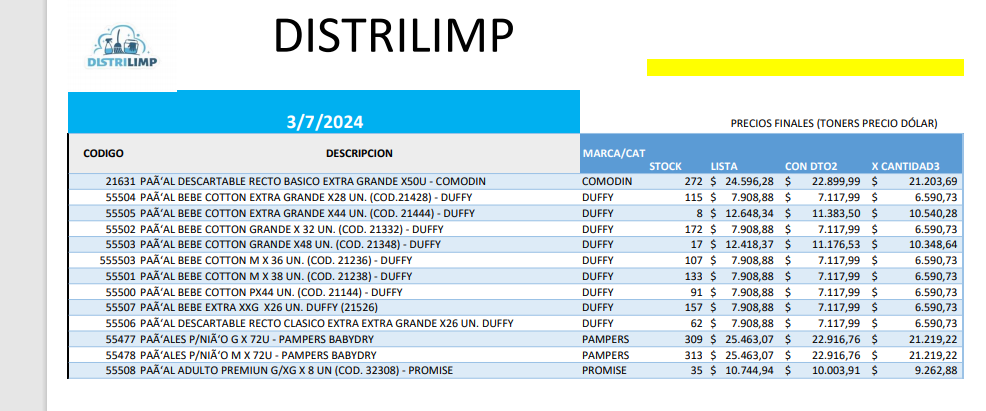 DISTRILIMP
DISTRILIMP
3/7/2024
PRECIOS FINALES (TONERS PRECIO DÓLAR)
CODIGO DESCRIPCION MARCA/CAT STOCK LISTA CON DTO2 X CANTIDAD3
21631 PAÃ‘AL DESCARTABLE RECTO BASICO EXTRA GRANDE X50U - COMODIN COMODIN 272 $ 24.596,28 $ 22.899,99 $ 21.203,69
55504 PAÃ‘AL BEBE COTTON EXTRA GRANDE X28 UN. (COD.21428) - DUFFY DUFFY 115 $ 7.908,88 $ 7.117,99 $ 6.590,73
55505 PAÃ‘AL BEBE COTTON EXTRA GRANDE X44 UN. (COD. 21444) - DUFFY DUFFY 8 $ 12.648,34 $ 11.383,50 $ 10.540,28
55502 PAÃ‘AL BEBE COTTON GRANDE X 32 UN. (COD. 21332) - DUFFY DUFFY 172 $ 7.908,88 $ 7.117,99 $ 6.590,73
55503 PAÃ‘AL BEBE COTTON GRANDE X48 UN. (COD. 21348) - DUFFY DUFFY 17 $ 12.418,37 $ 11.176,53 $ 10.348,64
555503 PAÃ‘AL BEBE COTTON M X 36 UN. (COD. 21236) - DUFFY DUFFY 107 $ 7.908,88 $ 7.117,99 $ 6.590,73
55501 PAÃ‘AL BEBE COTTON M X 38 UN. (COD. 21238) - DUFFY DUFFY 133 $ 7.908,88 $ 7.117,99 $ 6.590,73
55500 PAÃ‘AL BEBE COTTON PX44 UN. (COD. 21144) - DUFFY DUFFY 91 $ 7.908,88 $ 7.117,99 $ 6.590,73
55507 PAÃ‘AL BEBE EXTRA XXG X26 UN. DUFFY (21526) DUFFY 157 $ 7.908,88 $ 7.117,99 $ 6.590,73
55506 PAÃ‘AL DESCARTABLE RECTO CLASICO EXTRA EXTRA GRANDE X26 UN. DUFFY DUFFY 62 $ 7.908,88 $ 7.117,99 $ 6.590,73
55477 PAÃ‘ALES P/NIÃ‘O G X 72U - PAMPERS BABYDRY PAMPERS 309 $ 25.463,07 $ 22.916,76 $ 21.219,22
55478 PAÃ‘ALES P/NIÃ‘O M X 72U - PAMPERS BABYDRY PAMPERS 313 $ 25.463,07 $ 22.916,76 $ 21.219,22
55508 PAÃ‘AL ADULTO PREMIUN G/XG X 8 UN (COD. 32308) - PROMISE PROMISE 35 $ 10.744,94 $ 10.003,91 $ 9.262,88